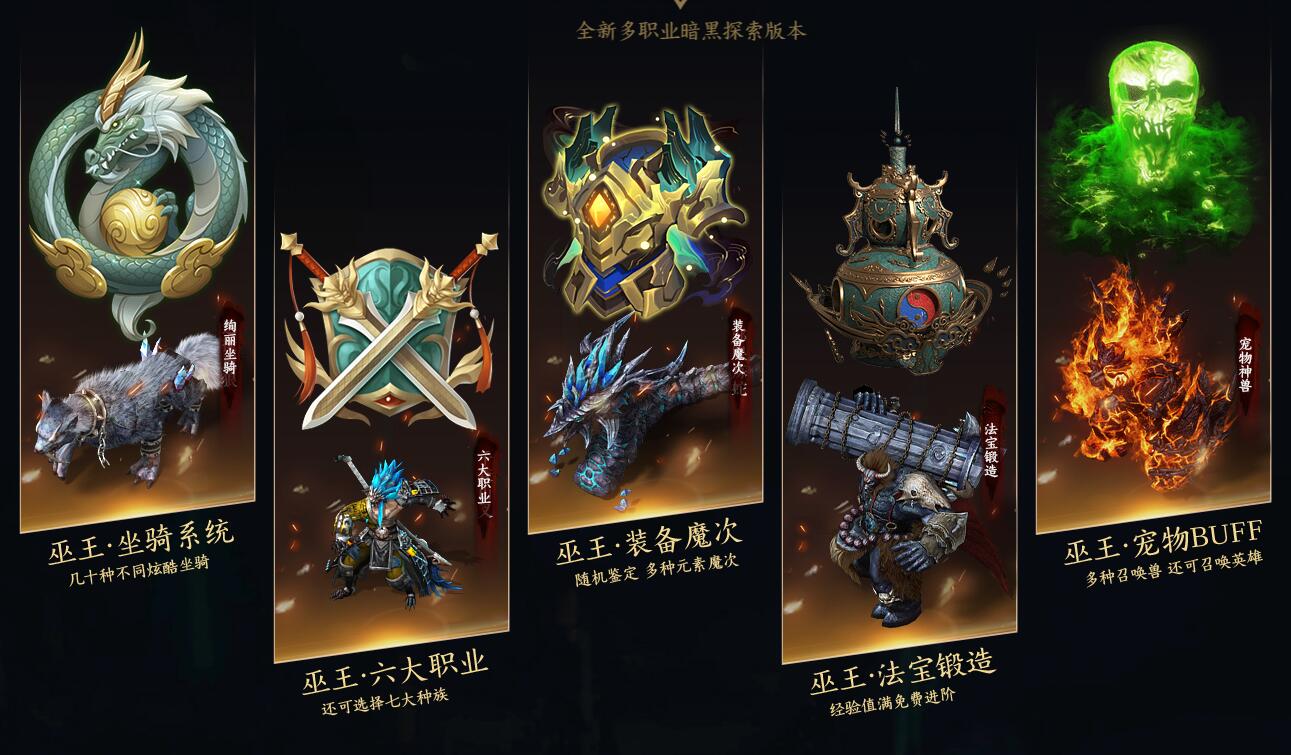 全新多职业暗黑探索版本
绚丽坐骑
巫王·坐骑系统
几十种不同炫酷坐骑
六大职业
巫王·六大职业
还可选择七大种族
装备魔次
巫王·装备魔次
随机鉴定 多种元素魔次
法宝锻造
巫王·法宝锻造
经验值满免费进阶
宠物神兽
巫王·宠物BUFF
多种召唤兽 还可召唤英雄